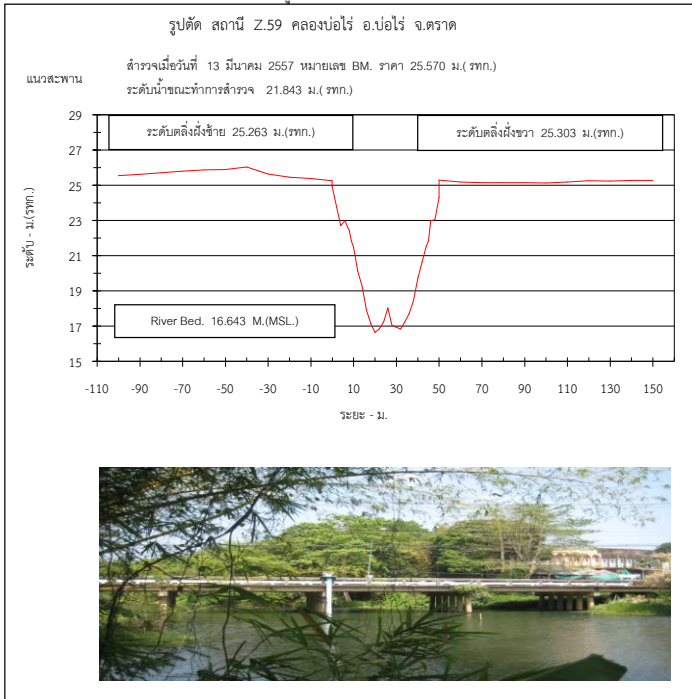 รูปตัด สถานี Z.59 คลองบ่อไร่ อ.บ่อไร่ จ.ตราด
สำรวจเมื่อวันที่ 13 มีนาคม 2557 หมายเลข BM. ราคา 25.570 ม.(รทก.)
แนวสะพาน
ระดับน้ำขณะทำการสำรวจ 21.843 ม.(รทก.)
29
ระดับตลิ่งฝั่งซ้าย 25.263 ม.(รทก.)
ระดับตลิ่งฝั่งขวา 25.303 ม.(รทก.)
27
25
23
21
19
17
15
ระดับ - ม.(รทก.)
River Bed. 16.643 M.(MSL.)
-110 -90 -70 -50 -30 -10 10 30 50 70 90 110 130 150
ระยะ - ม.